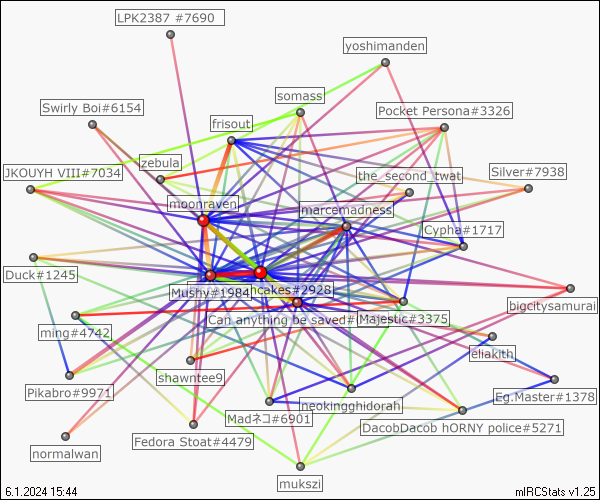 LPK2387 #7690
yoshimanden
somass
Swirly Boi#6154
Pocket Persona#3326
frisout
zebula
JKOUYH VIII#7034
the_second_twat
Silver#7938
moonraven
marcemadness
Cypha#1717
Duck#1245
Mushy#1984
hcakes#2928
bigcitysamurai
Can anything be saved#
Majestic#3375
ming#4742
eliakith
shawntee9
Pikabro#9971
Eg.Master#1378
neokingghidorah
Madネコ#6901
DacobDacob hORNY police#5271
normalwan
Fedora Stoat#4479
mukszi
6.1.2024 15:44
mIRCStats v1.25